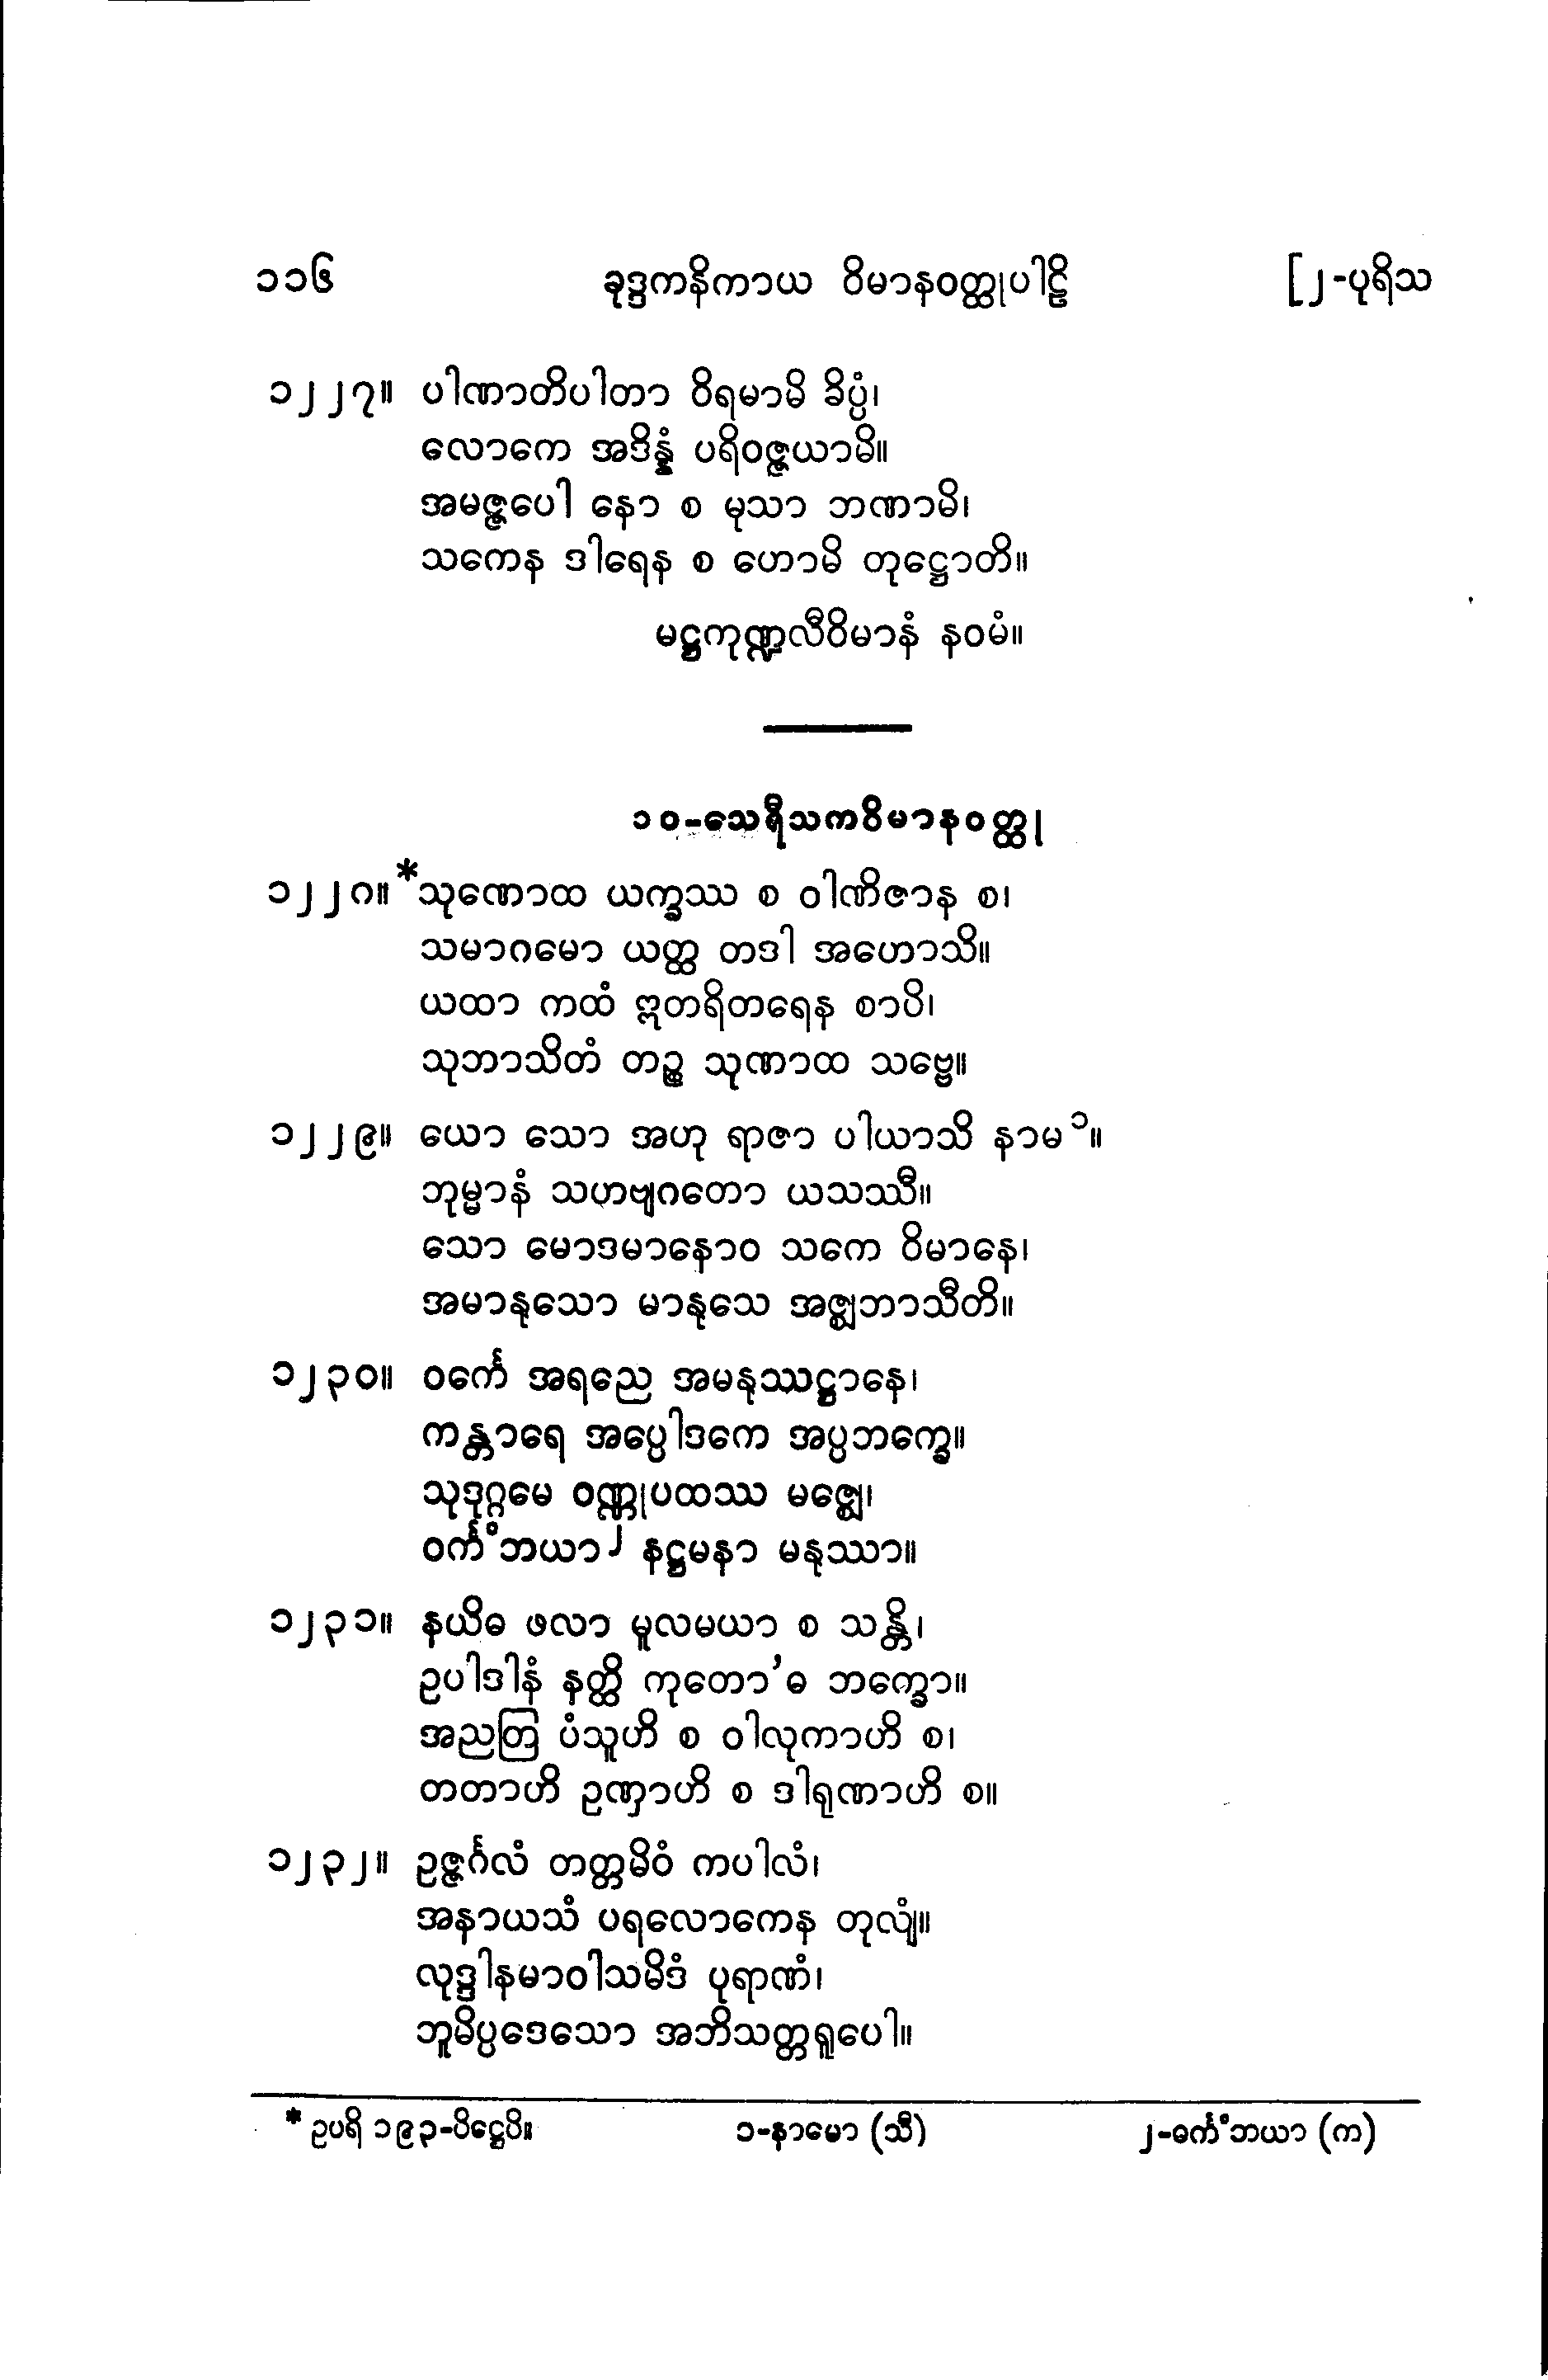 ၁၁၆ ခုဒ္ဒကနိကာယ ဝိမာနဝတ္ထုပါဠိ [၂-ပုရိသ
၁၂၂၇။ ပါဏာတိပါတာ ဝိရမာမိ ခိပ္ပံ၊
လောကေ အဒိန္နံ ပရိဝဇ္ဇယာမိ။
အမဇ္ဇပေါ နော စ မုသာ ဘဏာမိ၊
သကေန ဒါရေန စ ဟောမိ တုဋ္ဌောတိ။
မဋ္ဌကုဏ္ဍလီဝိမာနံ နဝမံ။
၁၀-သေရီသကဝိမာနဝတ္ထု
၁၂၂၈။ *သုဏောထ ယက္ခဿ စ ဝါဏိဇာန စ၊
သမာဂမော ယတ္ထ တဒါ အဟောသိ။
ယထာ ကထံ ဣတရိတရေန စာပိ၊
သုဘာသိတံ တဉ္စ သုဏာထ သဗ္ဗေ။
၁၂၂၉။ ယော သော အဟု ရာဇာ ပါယာသိ နာမ ၁။
ဘုမ္မာနံ သဟဗျဂတော ယသဿီ။
သော မောဒမာနောဝ သကေ ဝိမာနေ၊
အမာနုသော မာနုသေ အဇ္ဈဘာသီတိ။
၁၂၃၀။ ဝင်္ကေ အရညေ အမနုဿဋ္ဌာနေ၊
ကန္တာရေ အပ္ပေါဒကေ အပ္ပဘက္ခေ။
သုဒုဂ္ဂမေ ဝဏ္ဏုပထဿ မဇ္ဈေ၊
ဝင်္ကံ ဘယာ ၂ နဋ္ဌမနာ မနုဿာ။
၁၂၃၁။ နယိဓ ဖလာ မူလမယာ စ သန္တိ၊
ဥပါဒါနံ နတ္ထိ ကုတော’ဓ ဘက္ခော။
အညတြ ပံသူဟိ စ ဝါလုကာဟိ စ၊
တတာဟိ ဥဏှာဟိ စ ဒါရုဏာဟိ စ။
၁၂၃၂။ ဥဇ္ဇင်္ဂလံ တတ္တမိဝံ ကပါလံ၊
အနာယသံ ပရလောကေန တုလျံ။
လုဒ္ဒါနမာဝါသမိဒံ ပုရာဏံ၊
ဘူမိပ္ပဒေသော အဘိသတ္တရူပေါ။
* ဥပရိ ၁၉၃-ပိဋ္ဌေပိ။ ၁-နာမော (သီ) ၂-ဓင်္ကံ ဘယာ (က)